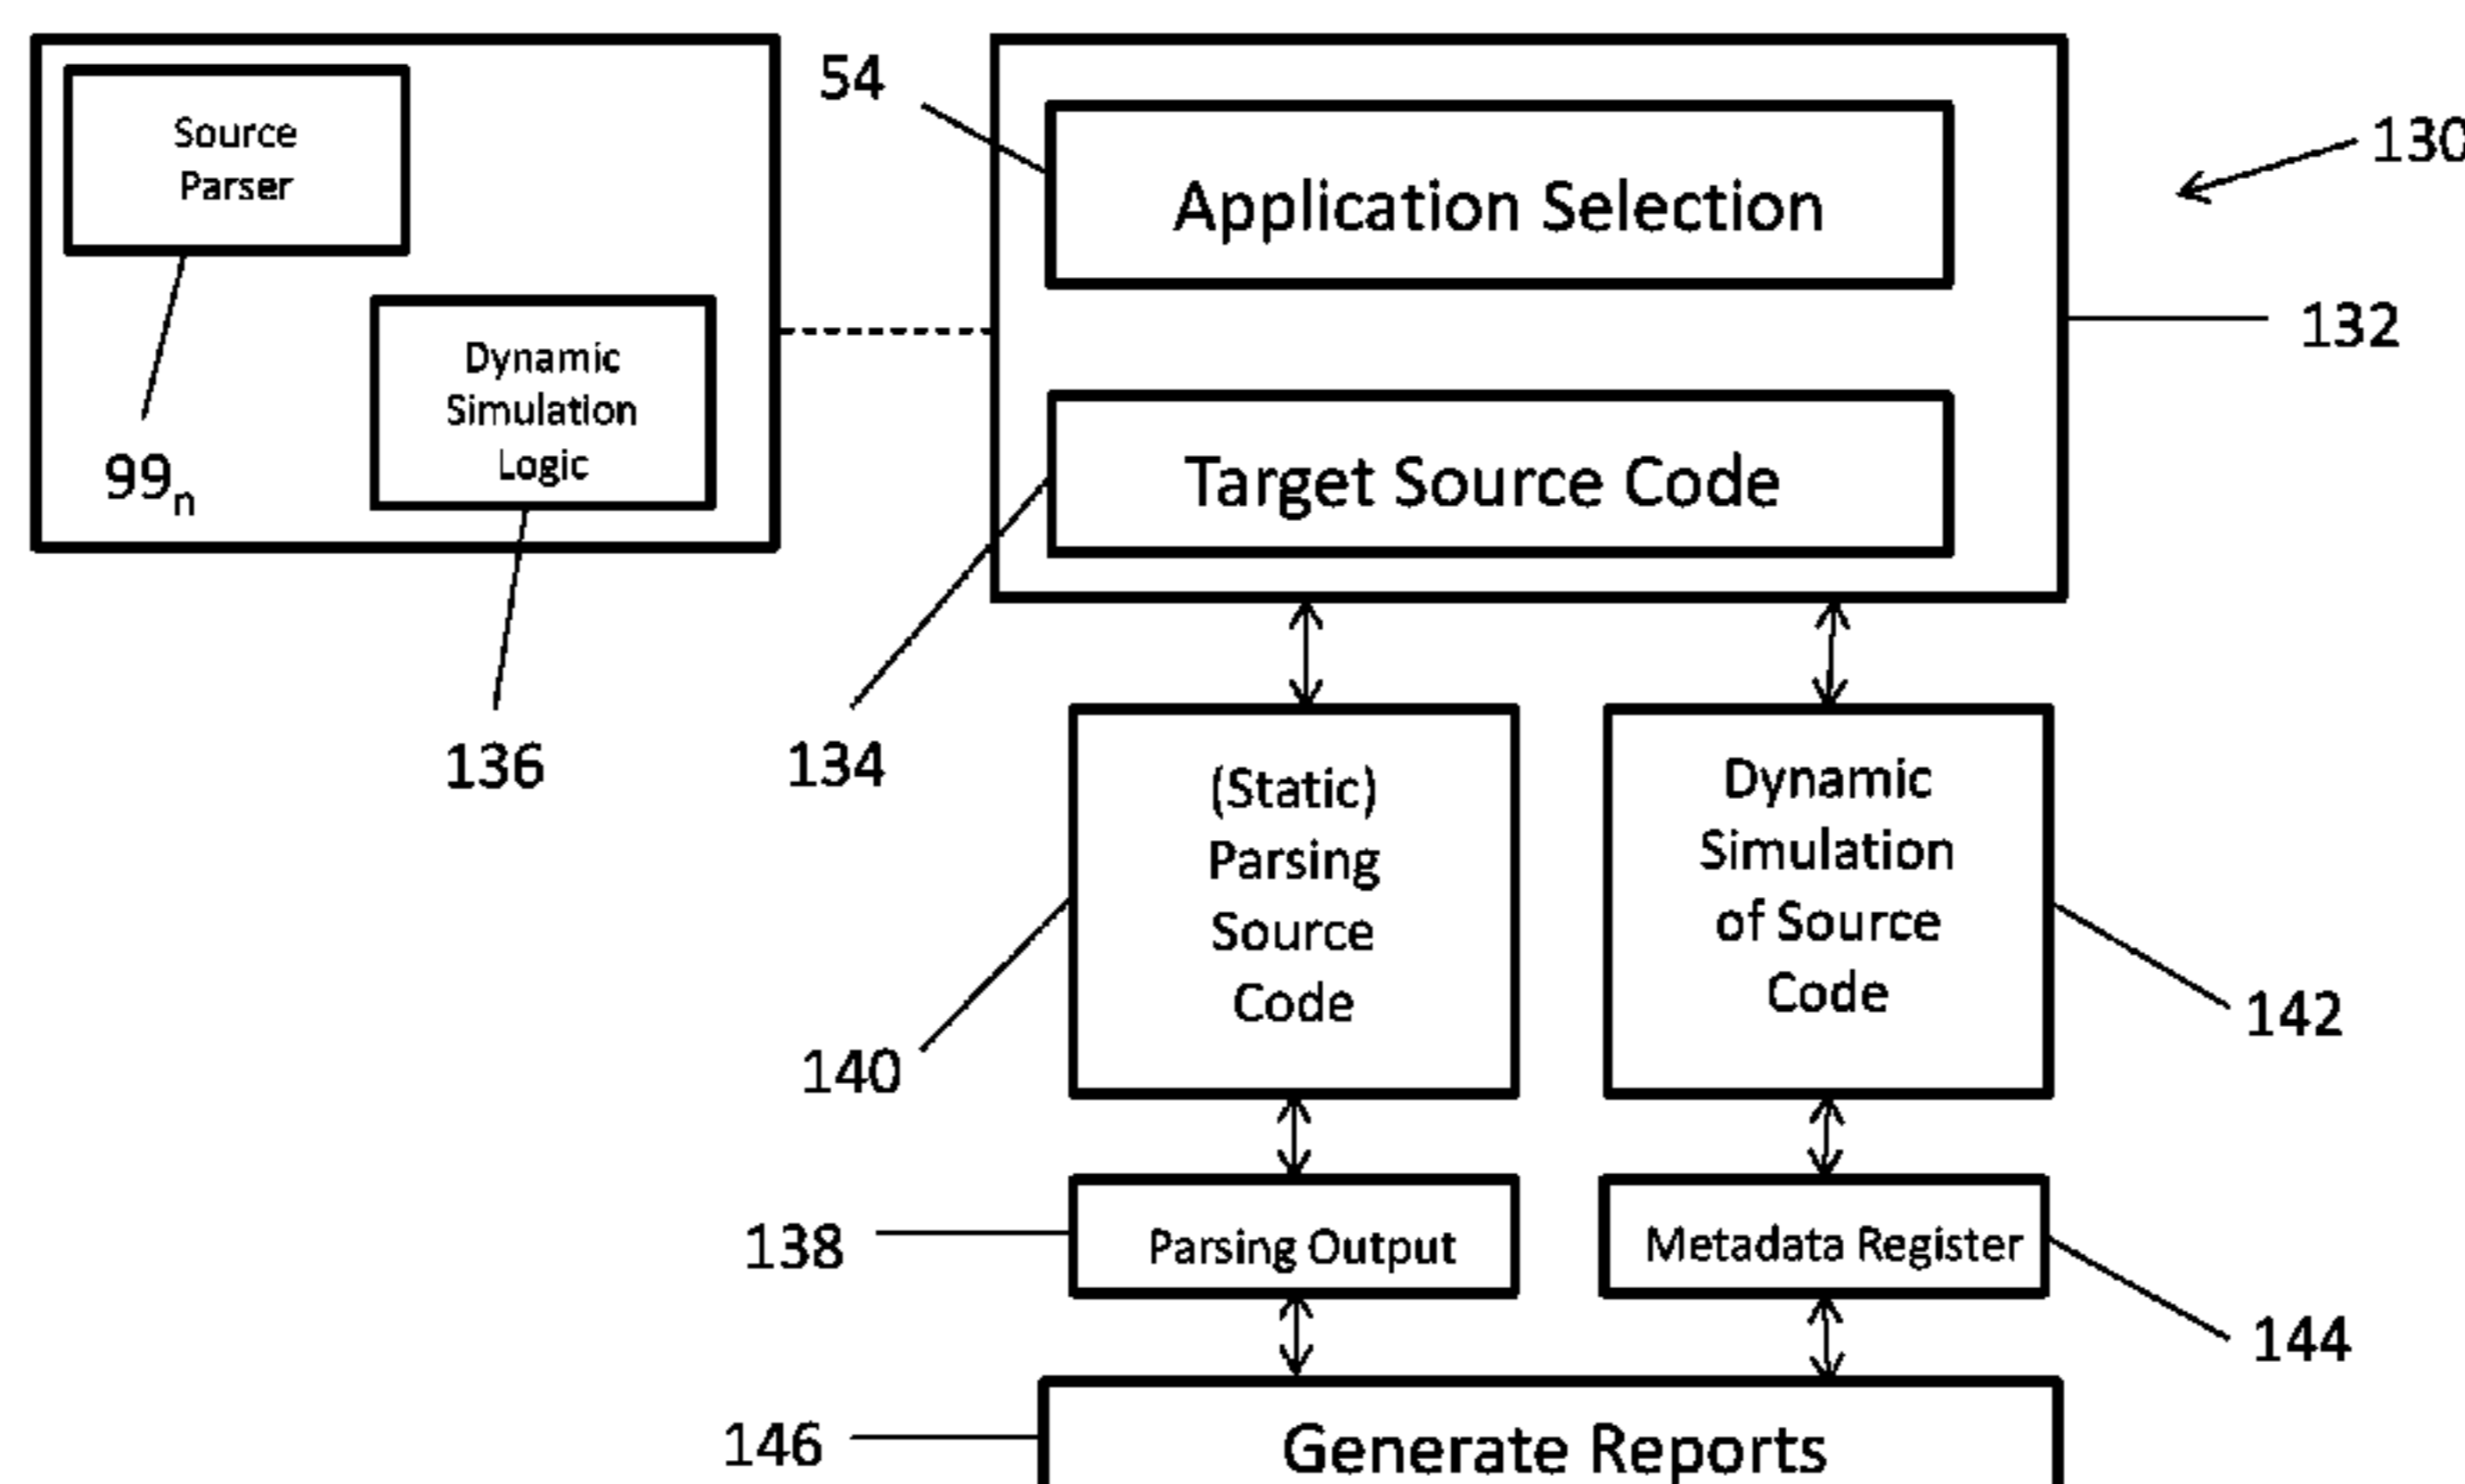 Source
Parser
99n
Dynamic
Simulation
Logic
136
54
Application Selection
130
132
Target Source Code
134
(Static)
Parsing
Source
Code
140
Dynamic
Simulation
of Source
Code
142
138
Parsing Output
Metadata Register
144
146
Generate Reports